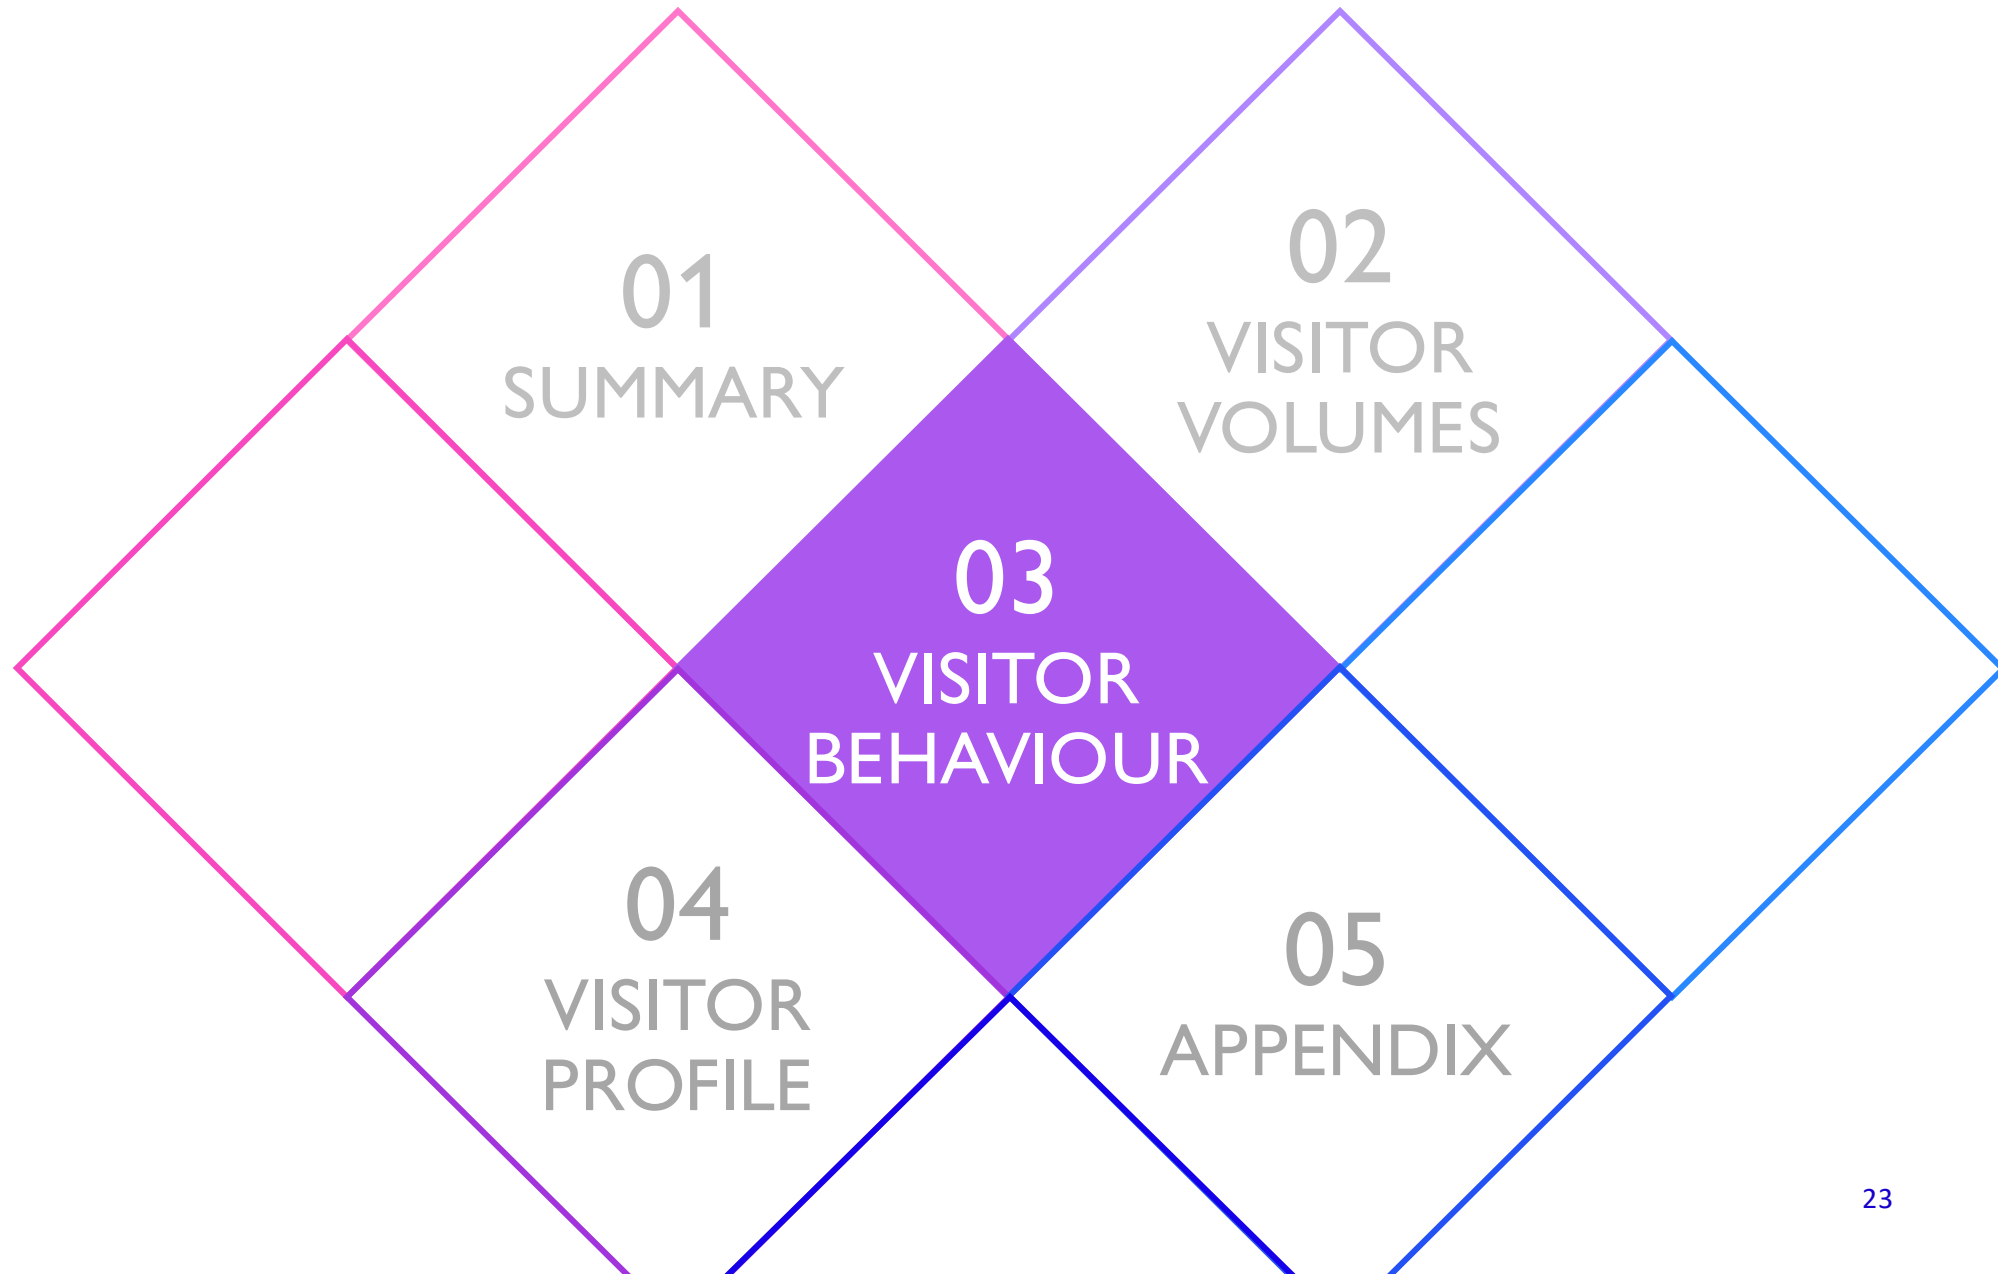 01
SUMMARY
02
VISITOR
VOLUMES
03
VISITOR
BEHAVIOUR
04
VISITOR
PROFILE
05
APPENDIX
23